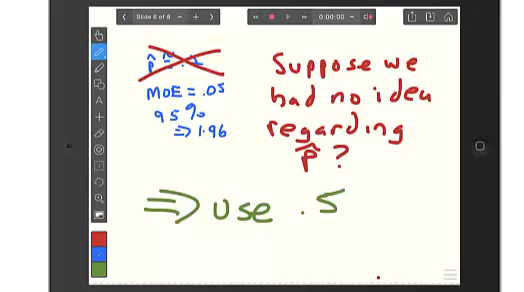 Slide 6 of 8
0:00:00
MOE = .05
95%
⇒ 1.96
Suppose we
had no idea
regarding
p̂ ?
⇒ use .5